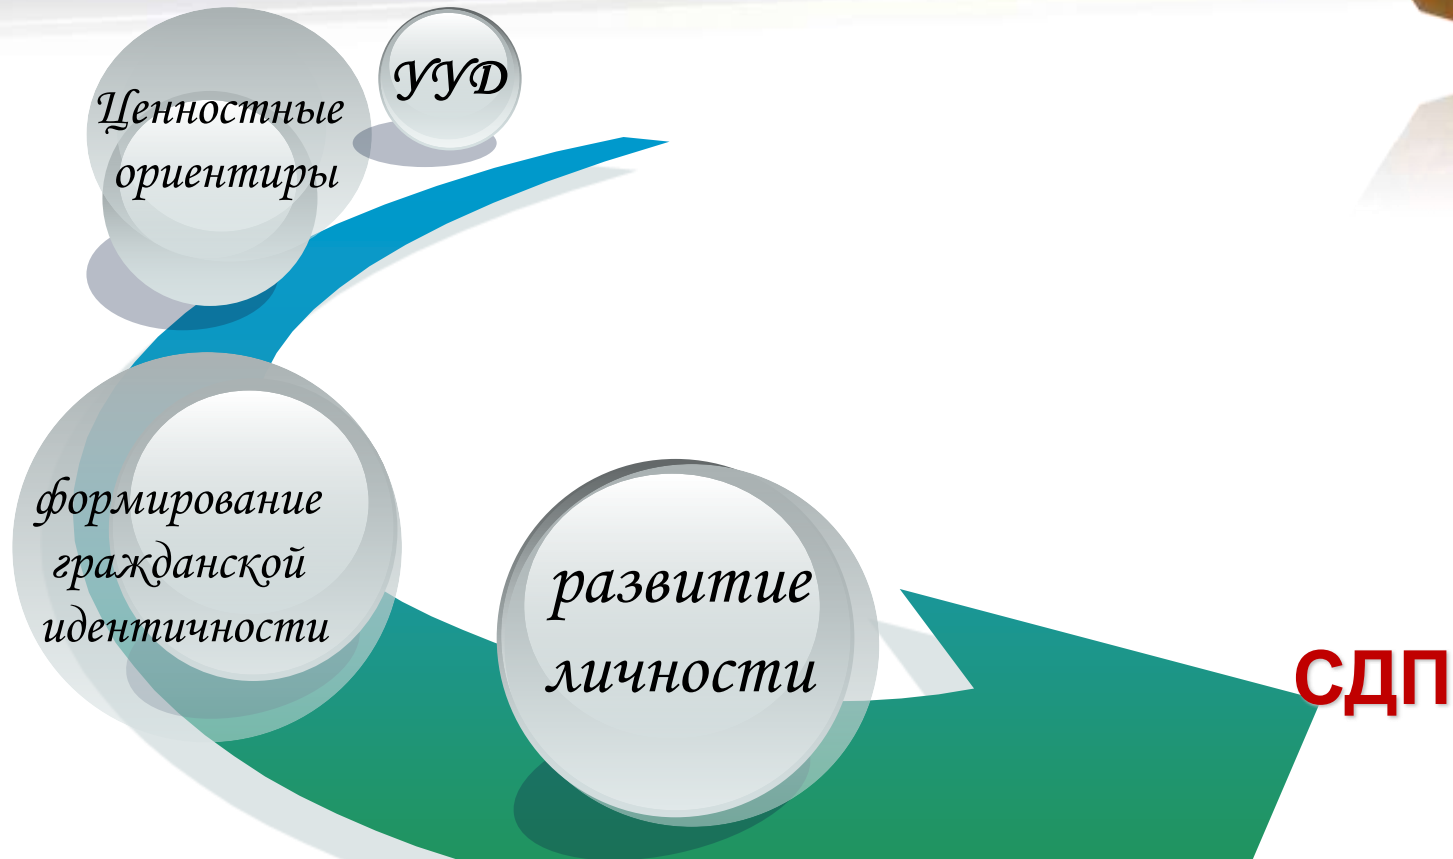 УУД
Ценностные
ориентиры
формирование
гражданской
идентичности
развитие
личности
СДП